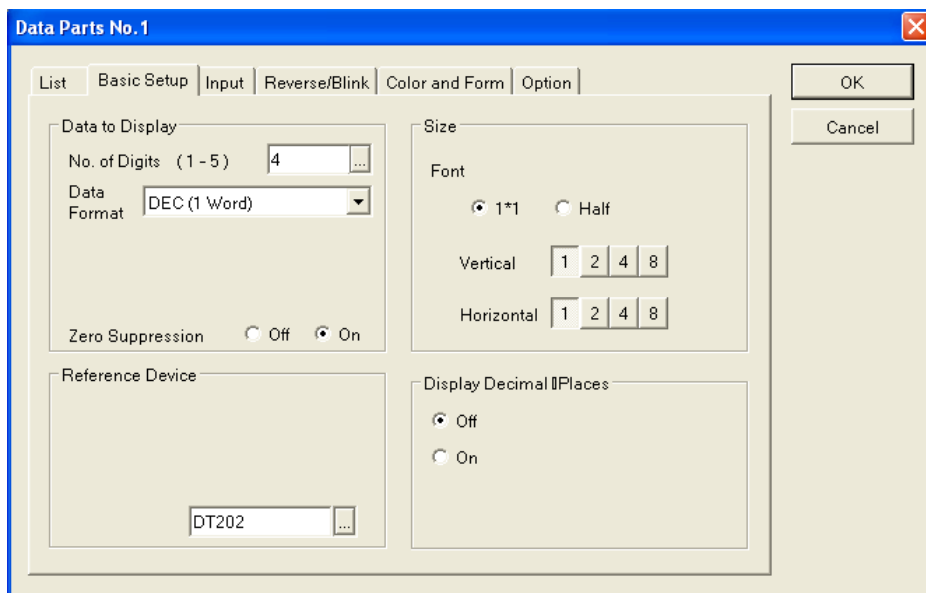 Data Parts No.1
List Basic Setup Input Reverse/Blink Color and Form Option
OK
Cancel
Data to Display
No. of Digits ( 1 - 5 ) 4 ...
Data Format DEC (1 Word)
Zero Suppression Off On
Reference Device
DT202 ...
Size
Font
1*1 Half
Vertical 1 2 4 8
Horizontal 1 2 4 8
Display Decimal Places
Off
On